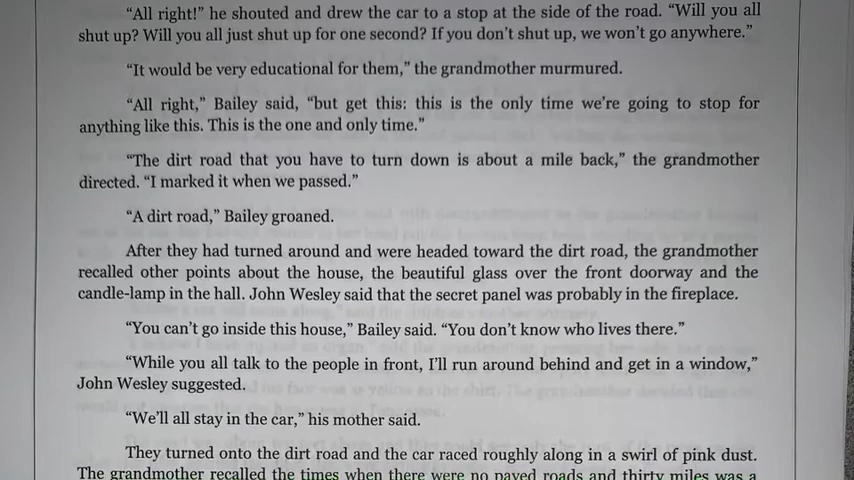 “All right!” he shouted and drew the car to a stop at the side of the road. “Will you all
shut up? Will you all just shut up for one second? If you don’t shut up, we won’t go anywhere.”
“It would be very educational for them,” the grandmother murmured.
“All right,” Bailey said, “but get this: this is the only time we’re going to stop for
anything like this. This is the one and only time.”
“The dirt road that you have to turn down is about a mile back,” the grandmother
directed. “I marked it when we passed.”
“A dirt road,” Bailey groaned.
After they had turned around and were headed toward the dirt road, the grandmother
recalled other points about the house, the beautiful glass over the front doorway and the
candle-lamp in the hall. John Wesley said that the secret panel was probably in the fireplace.
“You can’t go inside this house,” Bailey said. “You don’t know who lives there.”
“While you all talk to the people in front, I’ll run around behind and get in a window,”
John Wesley suggested.
“We’ll all stay in the car,” his mother said.
They turned onto the dirt road and the car raced roughly along in a swirl of pink dust.
The grandmother recalled the times when there were no paved roads and thirty miles was a